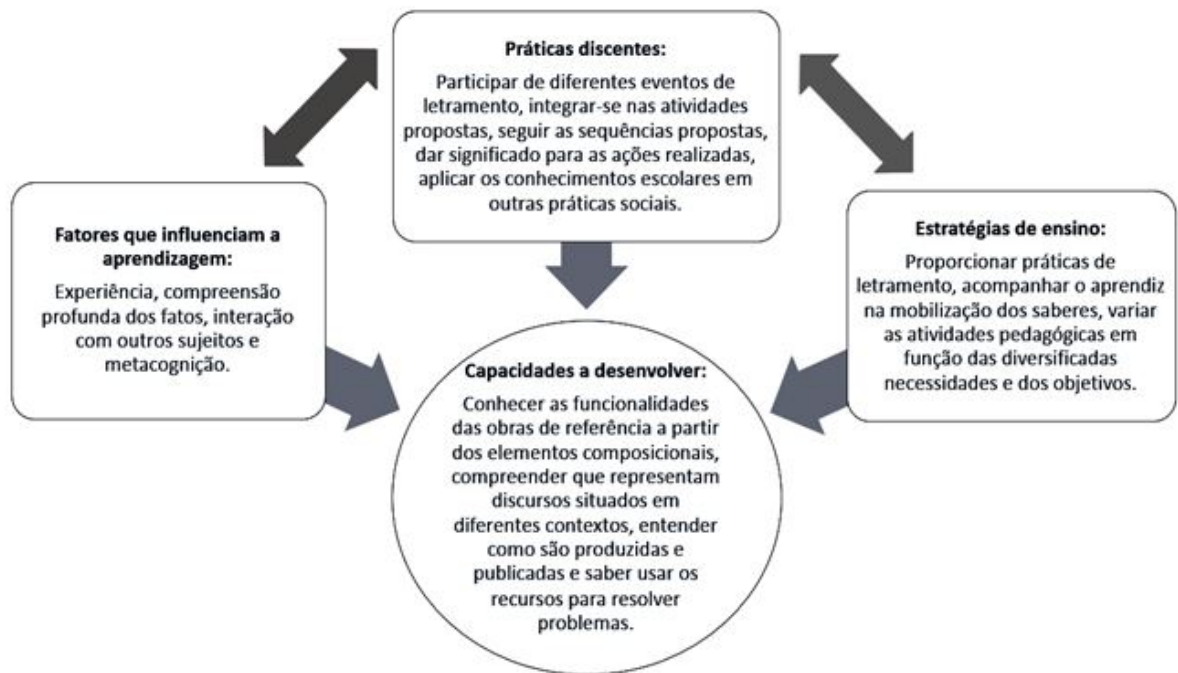 Práticas discentes:
Participar de diferentes eventos de
letramento, integrar-se nas atividades
propostas, seguir as sequências propostas,
dar significado para as ações realizadas,
aplicar os conhecimentos escolares em
outras práticas sociais.
Fatores que influenciam a
aprendizagem:
Experiência, compreensão
profunda dos fatos, interação
com outros sujeitos e
metacognição.
Estratégias de ensino:
Proporcionar práticas de
letramento, acompanhar o aprendiz
na mobilização dos saberes, variar
as atividades pedagógicas em
função das diversificadas
necessidades e dos objetivos.
Capacidades a desenvolver:
Conhecer as funcionalidades
das obras de referência a partir
dos elementos composicionais,
compreender que representam
discursos situados em
diferentes contextos, entender
como são produzidas e
publicadas e saber usar os
recursos para resolver
problemas.